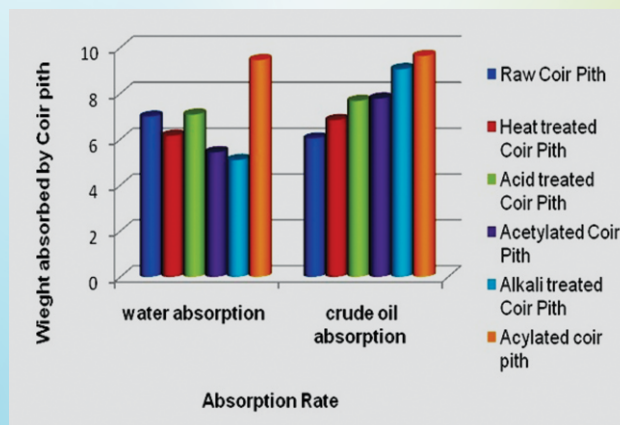 Wieght absorbed by Coir pith
10
8
6
4
2
0
water absorption
crude oil
absorption
Absorption Rate
Raw Coir Pith
Heat treated
Coir Pith
Acid treated
Coir Pith
Acetylated Coir
Pith
Alkali treated
Coir Pith
Acylated coir
pith